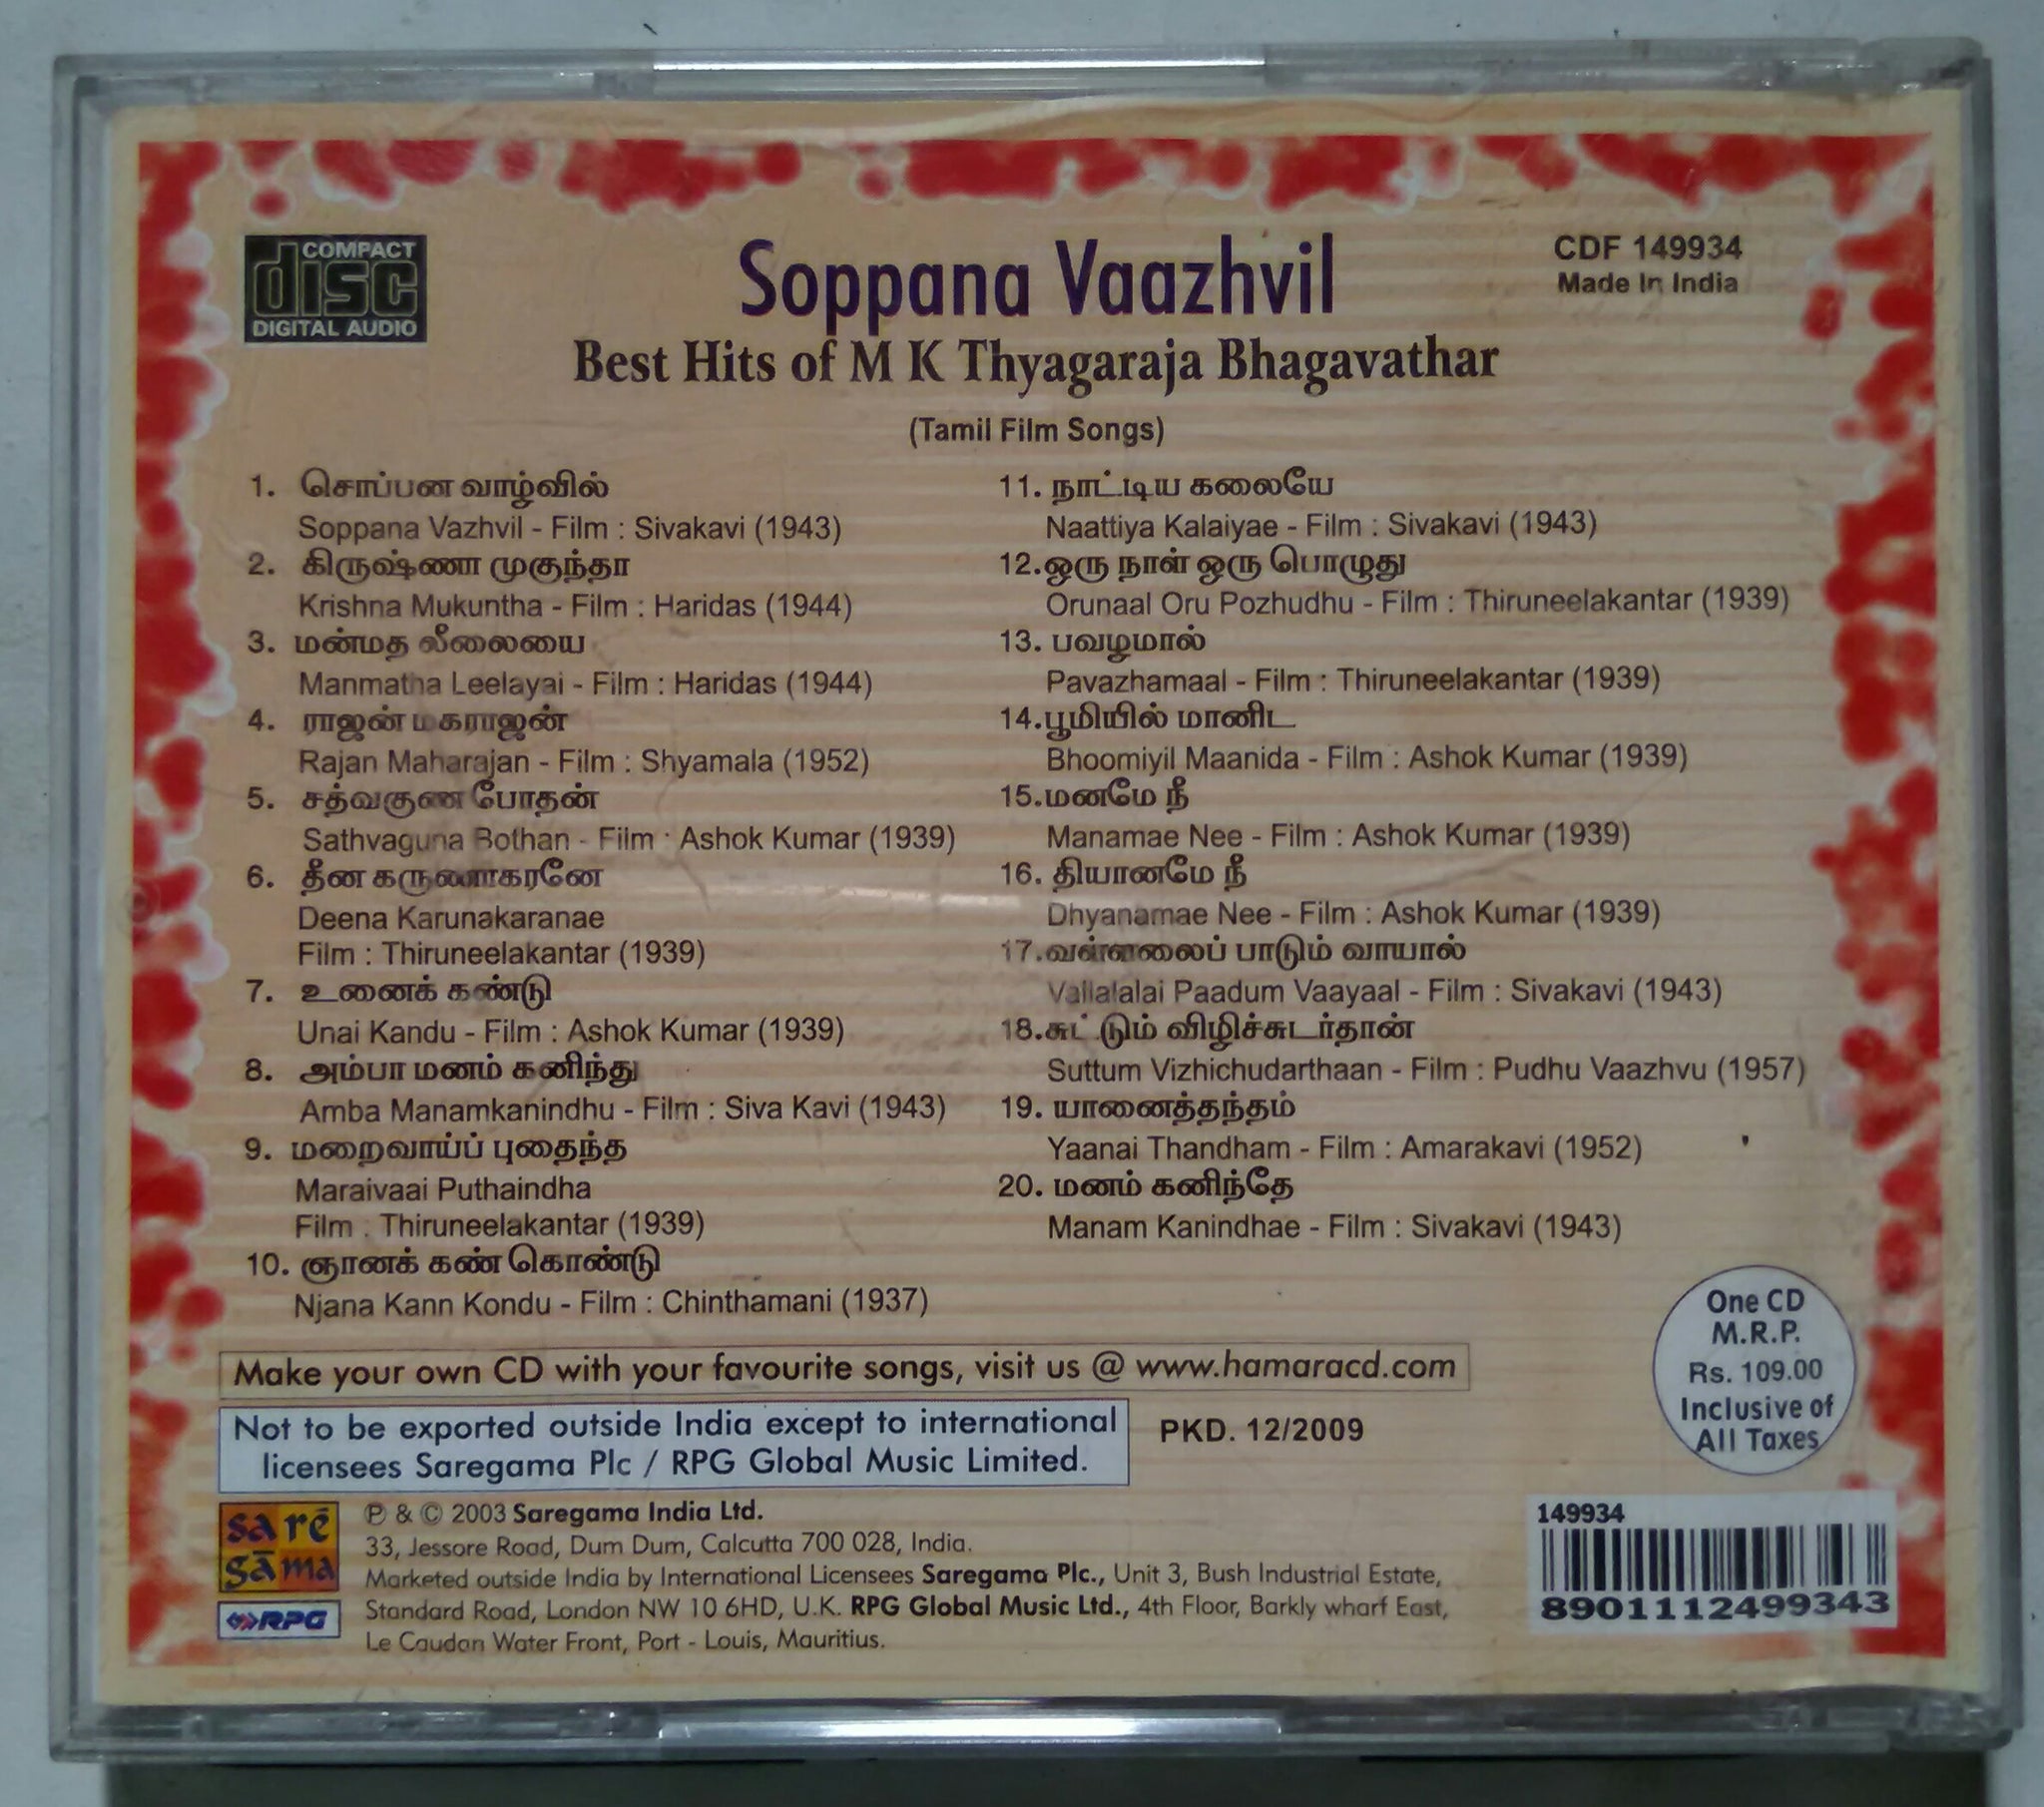 COMPACT
disc
DIGITAL AUDIO
Soppana Vaazhvil
CDF 149934
Made In India
Best Hits of M K Thyagaraja Bhagavathar
(Tamil Film Songs)
1. சொப்பன வாழ்வில்
Soppana Vazhvil - Film : Sivakavi (1943)
2. கிருஷ்ணா முகுந்தா
Krishna Mukuntha - Film : Haridas (1944)
3. மன்மத லீலையை
Manmatha Leelayai - Film : Haridas (1944)
4. ராஜன் மகராஜன்
Rajan Maharajan - Film : Shyamala (1952)
5. சத்வகுண போதன்
Sathvaguna Bothan - Film : Ashok Kumar (1939)
6. தீன கருணாகரனே
Deena Karunakaranae
Film : Thiruneelakantar (1939)
7. உனைக் கண்டு
Unai Kandu - Film : Ashok Kumar (1939)
8. அம்பா மனம் கனிந்து
Amba Manamkanindhu - Film : Siva Kavi (1943)
9. மறைவாய்ப் புதைந்த
Maraivaai Puthaindha
Film : Thiruneelakantar (1939)
10. ஞானக் கண் கொண்டு
Njana Kann Kondu - Film : Chinthamani (1937)
11. நாட்டிய கலையே
Naattiya Kalaiyae - Film : Sivakavi (1943)
12. ஒரு நாள் ஒரு பொழுது
Orunaal Oru Pozhudhu - Film : Thiruneelakantar (1939)
13. பவழமால்
Pavazhamaal - Film : Thiruneelakantar (1939)
14. பூமியில் மானிட
Bhoomiyil Maanida - Film : Ashok Kumar (1939)
15. மனமே நீ
Manamae Nee - Film : Ashok Kumar (1939)
16. தியானமே நீ
Dhyanamae Nee - Film : Ashok Kumar (1939)
17. வள்ளலைப் பாடும் வாயால்
Vallalalai Paadum Vaayaal - Film : Sivakavi (1943)
18. சுட்டும் விழிச்சுடர்தான்
Suttum Vizhichudarthaan - Film : Pudhu Vaazhvu (1957)
19. யானைத்தந்தம்
Yaanai Thandham - Film : Amarakavi (1952)
20. மனம் கனிந்தே
Manam Kanindhae - Film : Sivakavi (1943)
One CD
M.R.P.
Rs. 109.00
Inclusive of
All Taxes
Make your own CD with your favourite songs, visit us @ www.hamaracd.com
Not to be exported outside India except to international
licensees Saregama Plc / RPG Global Music Limited.
PKD. 12/2009
sa rē
gāma
RPG
℗ & © 2003 Saregama India Ltd.
33, Jessore Road, Dum Dum, Calcutta 700 028, India.
Marketed outside India by International Licensees Saregama Plc., Unit 3, Bush Industrial Estate,
Standard Road, London NW 10 6HD, U.K. RPG Global Music Ltd., 4th Floor, Barkly wharf East,
Le Caudan Water Front, Port - Louis, Mauritius.
149934
8901112499343